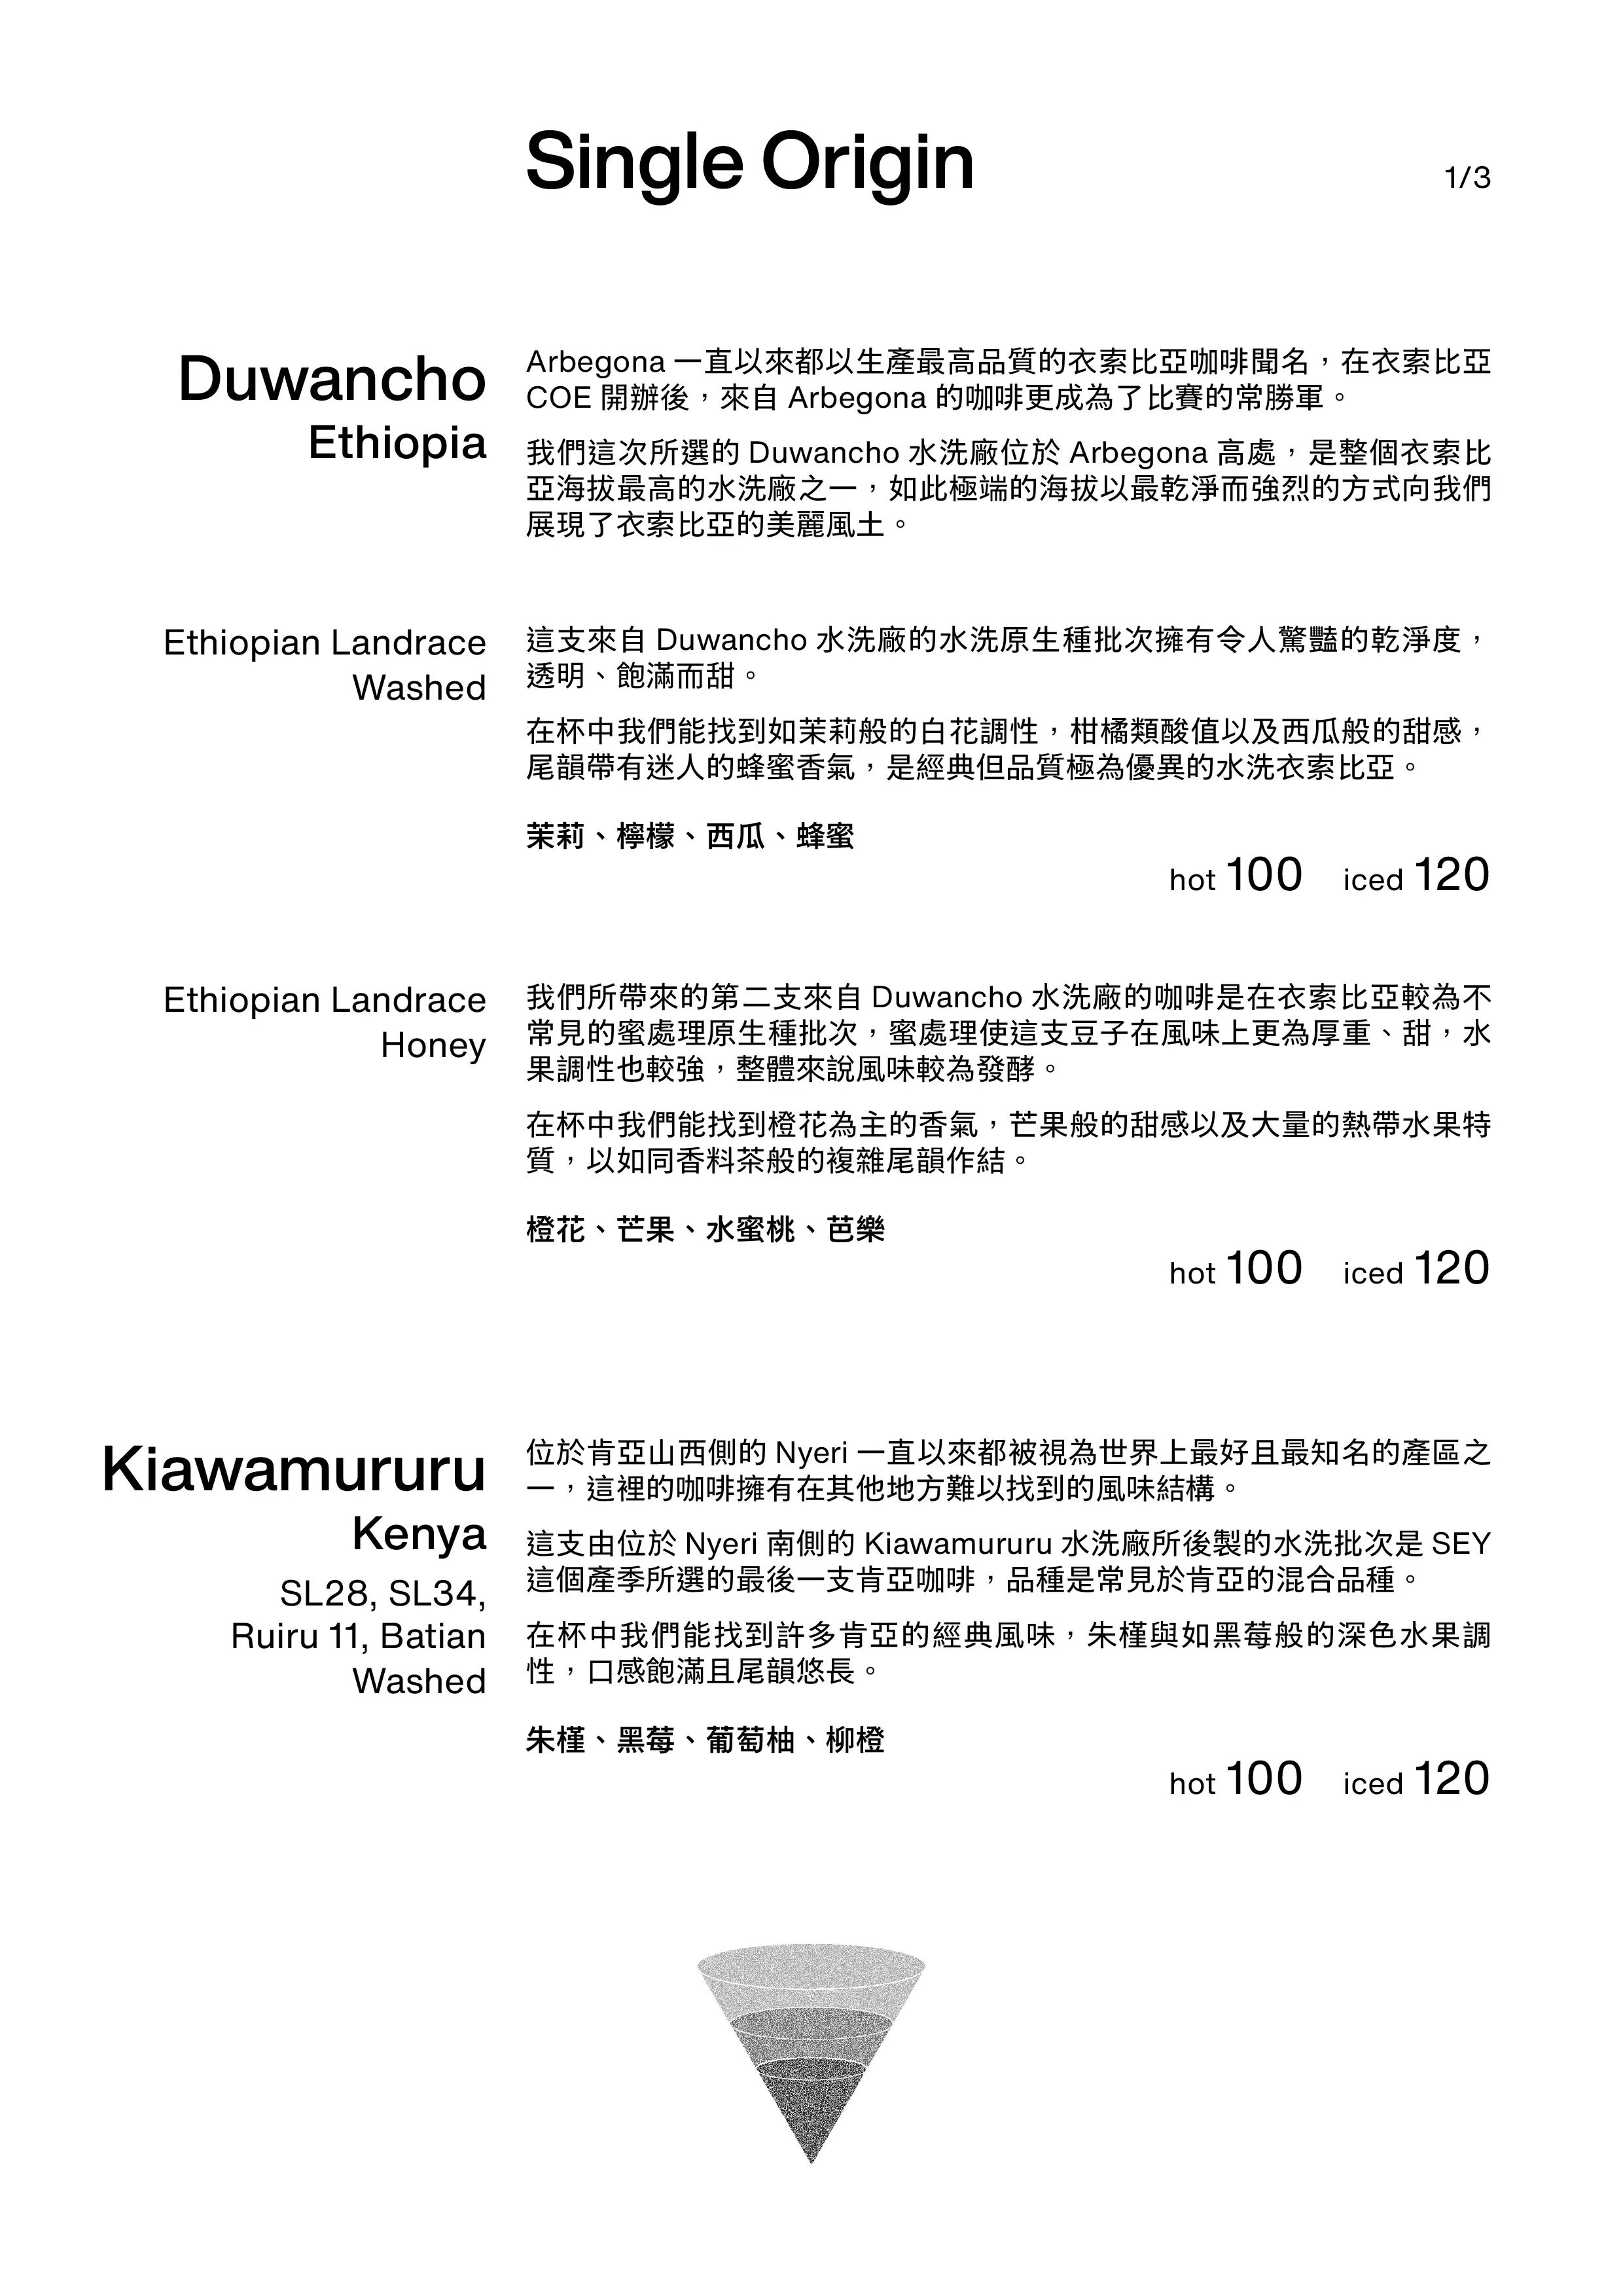 Single Origin
1/3
Duwancho
Ethiopia
Arbegona 一直以來都以生產最高品質的衣索比亞咖啡聞名，在衣索比亞
COE 開辦後，來自 Arbegona 的咖啡更成為了比賽的常勝軍。
我們這次所選的 Duwancho 水洗廠位於 Arbegona 高處，是整個衣索比
亞海拔最高的水洗廠之一，如此極端的海拔以最乾淨而強烈的方式向我們
展現了衣索比亞的美麗風土。
Ethiopian Landrace
Washed
這支來自 Duwancho 水洗廠的水洗原生種批次擁有令人驚豔的乾淨度，
透明、飽滿而甜。
在杯中我們能找到如茉莉般的白花調性，柑橘類酸值以及西瓜般的甜感，
尾韻帶有迷人的蜂蜜香氣，是經典但品質極為優異的水洗衣索比亞。
茉莉、檸檬、西瓜、蜂蜜
hot 100 iced 120
Ethiopian Landrace
Honey
我們所帶來的第二支來自 Duwancho 水洗廠的咖啡是在衣索比亞較為不
常見的蜜處理原生種批次，蜜處理使這支豆子在風味上更為厚重、甜，水
果調性也較強，整體來說風味較為發酵。
在杯中我們能找到橙花為主的香氣，芒果般的甜感以及大量的熱帶水果特
質，以如同香料茶般的複雜尾韻作結。
橙花、芒果、水蜜桃、芭樂
hot 100 iced 120
Kiawamururu
Kenya
SL28, SL34,
Ruiru 11, Batian
Washed
位於肯亞山西側的 Nyeri 一直以來都被視為世界上最好且最知名的產區之
一，這裡的咖啡擁有在其他地方難以找到的風味結構。
這支由位於 Nyeri 南側的 Kiawamururu 水洗廠所後製的水洗批次是 SEY
這個產季所選的最後一支肯亞咖啡，品種是常見於肯亞的混合品種。
在杯中我們能找到許多肯亞的經典風味，朱槿與如黑莓般的深色水果調
性，口感飽滿且尾韻悠長。
朱槿、黑莓、葡萄柚、柳橙
hot 100 iced 120